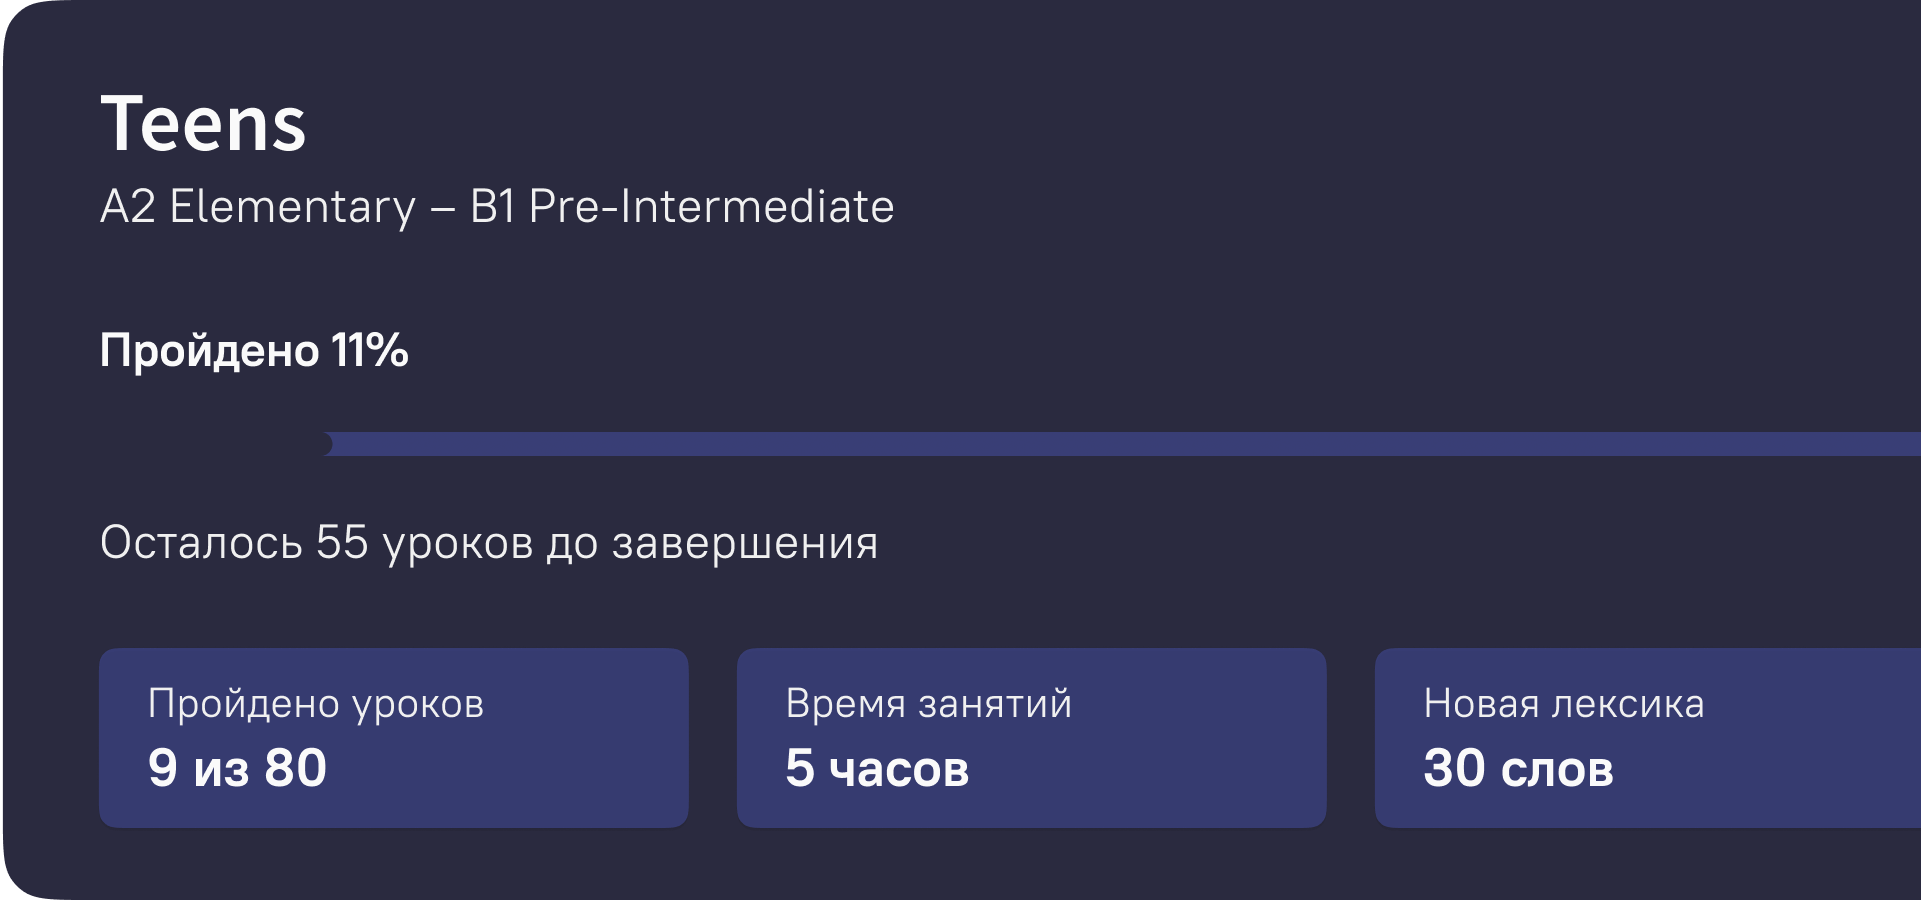 Teens
A2 Elementary – B1 Pre-Intermediate
Пройдено 11%
Осталось 55 уроков до завершения
Пройдено уроков
9 из 80
Время занятий
5 часов
Новая лексика
30 слов